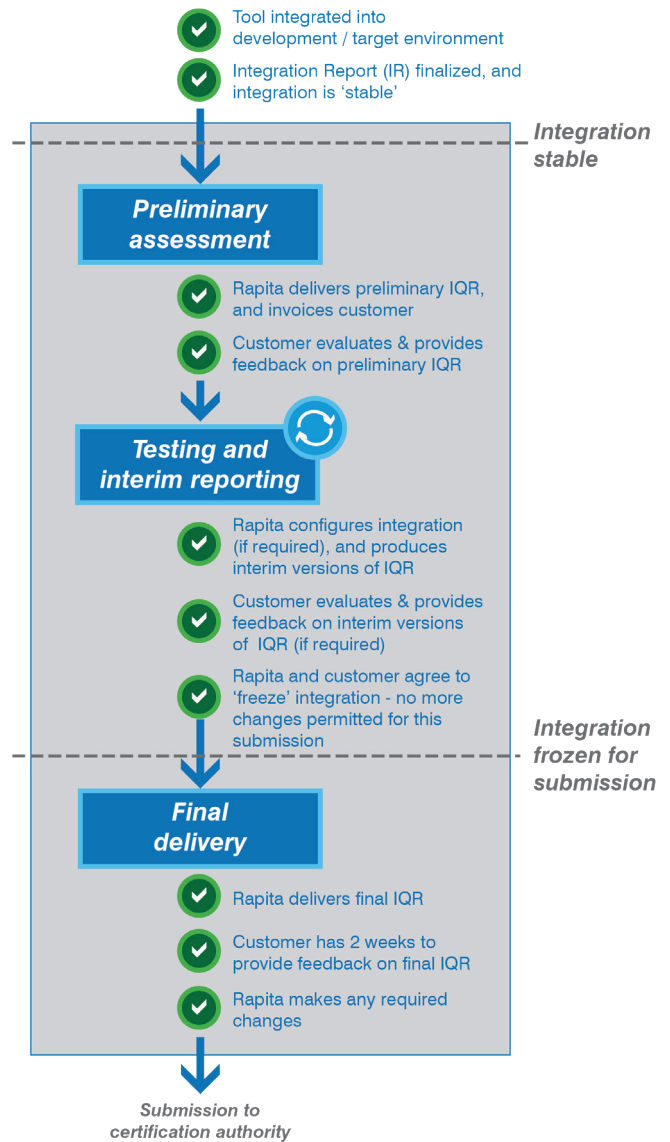 Tool integrated into
development / target environment
Integration Report (IR) finalized, and
integration is ‘stable’
Integration
stable
Preliminary
assessment
Rapita delivers preliminary IQR,
and invoices customer
Customer evaluates & provides
feedback on preliminary IQR
Testing and
interim reporting
Rapita configures integration
(if required), and produces
interim versions of IQR
Customer evaluates & provides
feedback on interim versions
of  IQR (if required)
Rapita and customer agree to
‘freeze’ integration - no more
changes permitted for this
submission
Integration
frozen for
submission
Final
delivery
Rapita delivers final IQR
Customer has 2 weeks to
provide feedback on final IQR
Rapita makes any required
changes
Submission to
certification authority